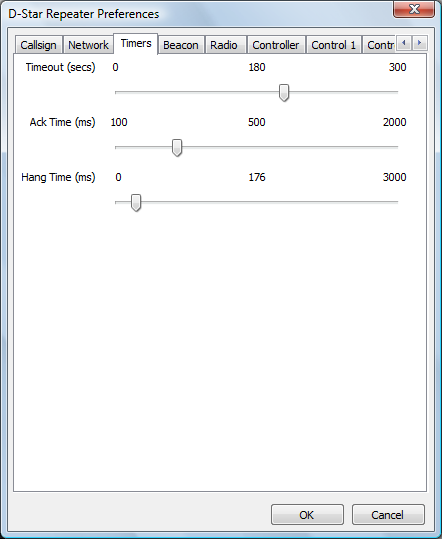 D-Star Repeater Preferences
Callsign Network Timers Beacon Radio Controller Control 1 Contr
Timeout (secs) 0 180 300
Ack Time (ms) 100 500 2000
Hang Time (ms) 0 176 3000
OK Cancel